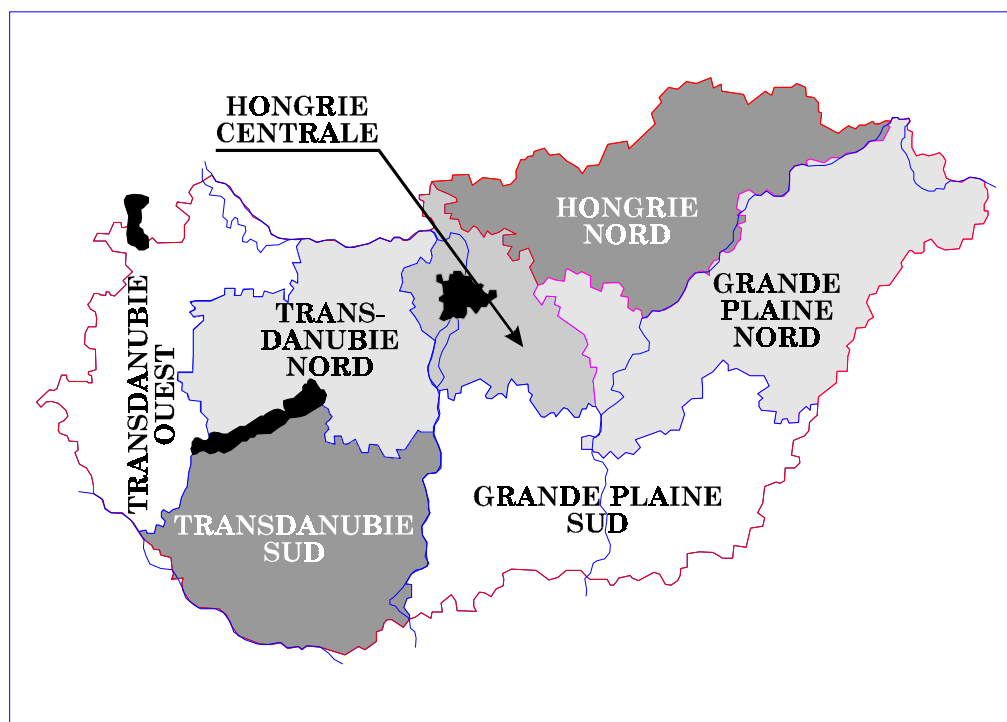 HONGRIE
CENTRALE
HONGRIE
NORD
GRANDE
PLAINE
NORD
TRANS-
DANUBIE
NORD
TRANSDANUBIE
OUEST
GRANDE PLAINE
SUD
TRANSDANUBIE
SUD